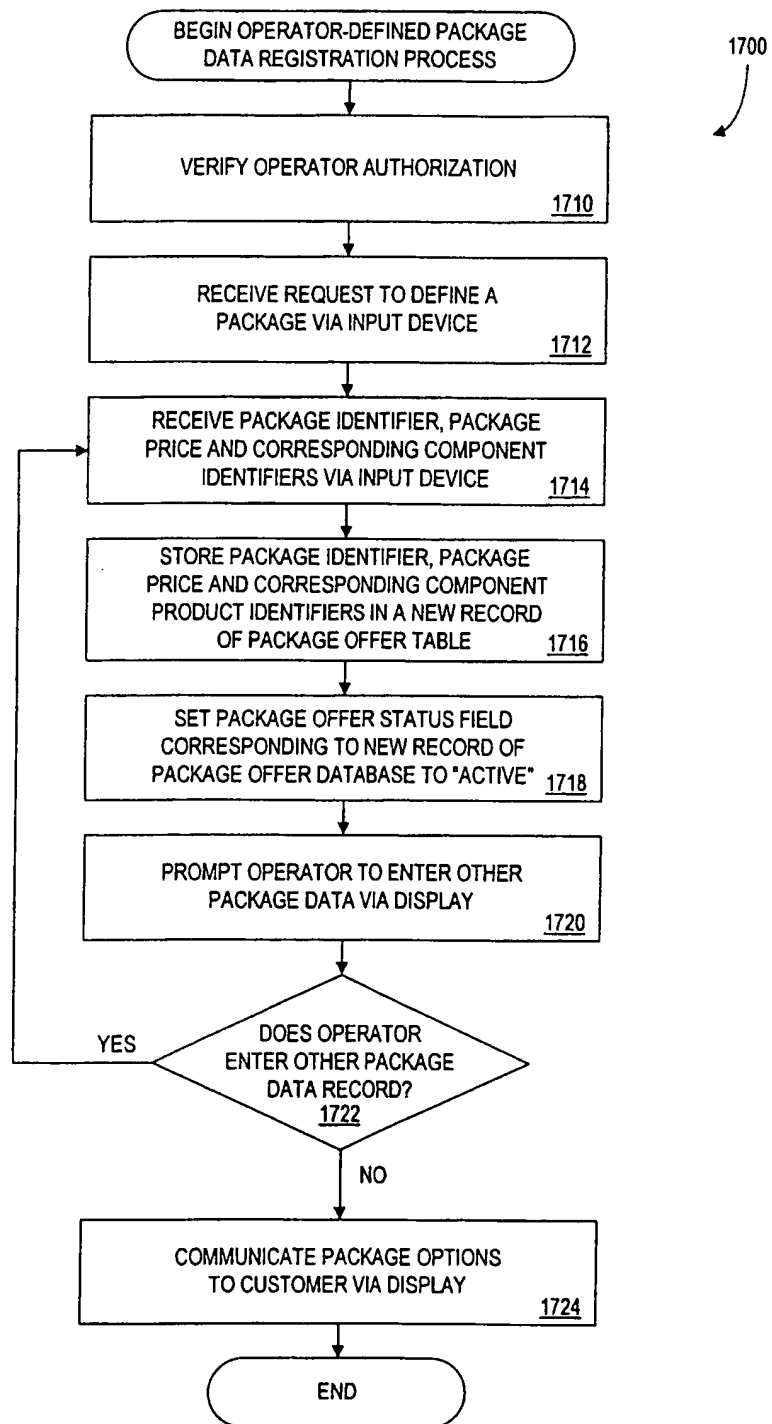 BEGIN OPERATOR-DEFINED PACKAGE
DATA REGISTRATION PROCESS
1700
VERIFY OPERATOR AUTHORIZATION
1710
RECEIVE REQUEST TO DEFINE A
PACKAGE VIA INPUT DEVICE
1712
RECEIVE PACKAGE IDENTIFIER, PACKAGE
PRICE AND CORRESPONDING COMPONENT
IDENTIFIERS VIA INPUT DEVICE
1714
STORE PACKAGE IDENTIFIER, PACKAGE
PRICE AND CORRESPONDING COMPONENT
PRODUCT IDENTIFIERS IN A NEW RECORD
OF PACKAGE OFFER TABLE
1716
SET PACKAGE OFFER STATUS FIELD
CORRESPONDING TO NEW RECORD OF
PACKAGE OFFER DATABASE TO "ACTIVE"
1718
PROMPT OPERATOR TO ENTER OTHER
PACKAGE DATA VIA DISPLAY
1720
YES
DOES OPERATOR
ENTER OTHER PACKAGE
DATA RECORD?
1722
NO
COMMUNICATE PACKAGE OPTIONS
TO CUSTOMER VIA DISPLAY
1724
END